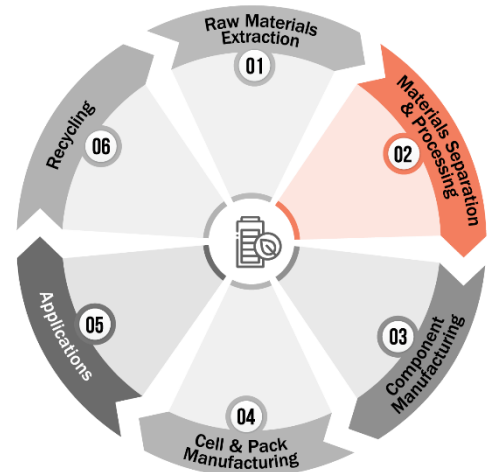 Raw Materials
Extraction
01
Materials Separation
& Processing
02
Component
Manufacturing
03
Cell & Pack
Manufacturing
04
Applications
05
Recycling
06